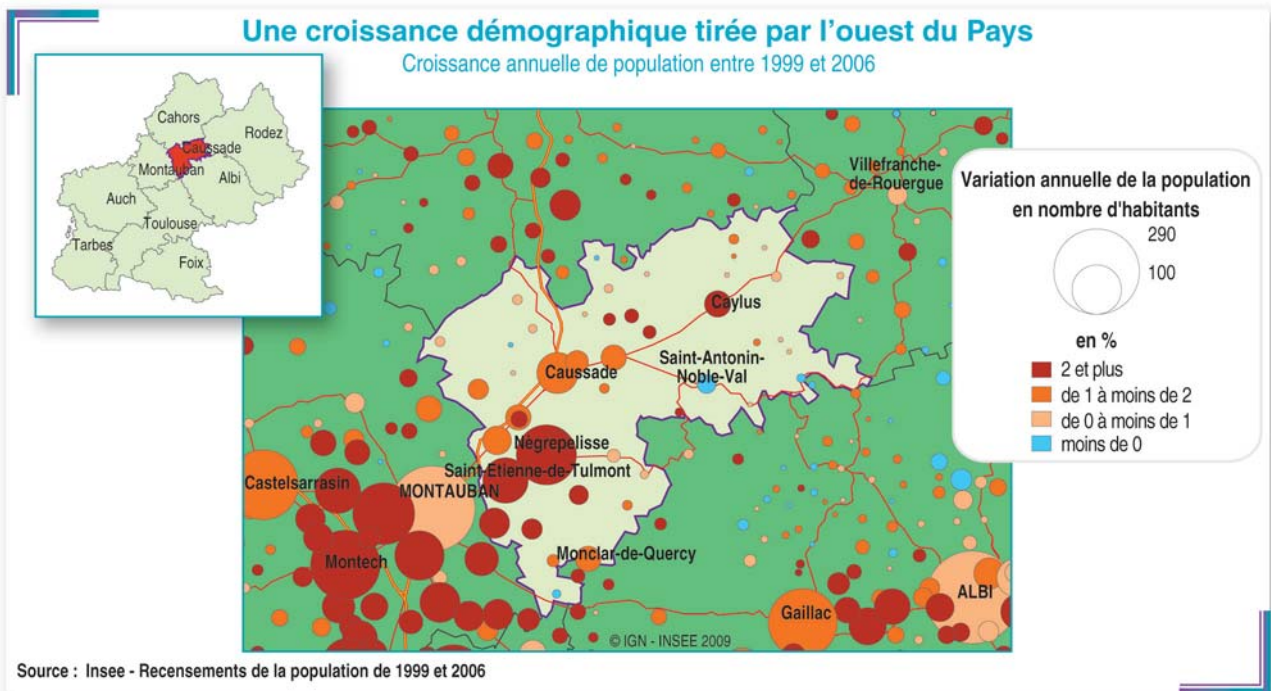 Une croissance démographique tirée par l'ouest du Pays
Croissance annuelle de population entre 1999 et 2006
Cahors
Rodez
Caussade
Montauban
Albi
Auch
Toulouse
Tarbes
Foix
Villefranche-
de-Rouergue
Caylus
Saint-Antonin-
Noble-Val
Caussade
Négrepelisse
Saint-Etienne-de-Tulmont
Castelsarrasin
MONTAUBAN
Montech
Monclar-de-Quercy
Gaillac
ALBI
© IGN - INSEE 2009
Variation annuelle de la population
en nombre d'habitants
290
100
en %
2 et plus
de 1 à moins de 2
de 0 à moins de 1
moins de 0
Source : Insee - Recensements de la population de 1999 et 2006